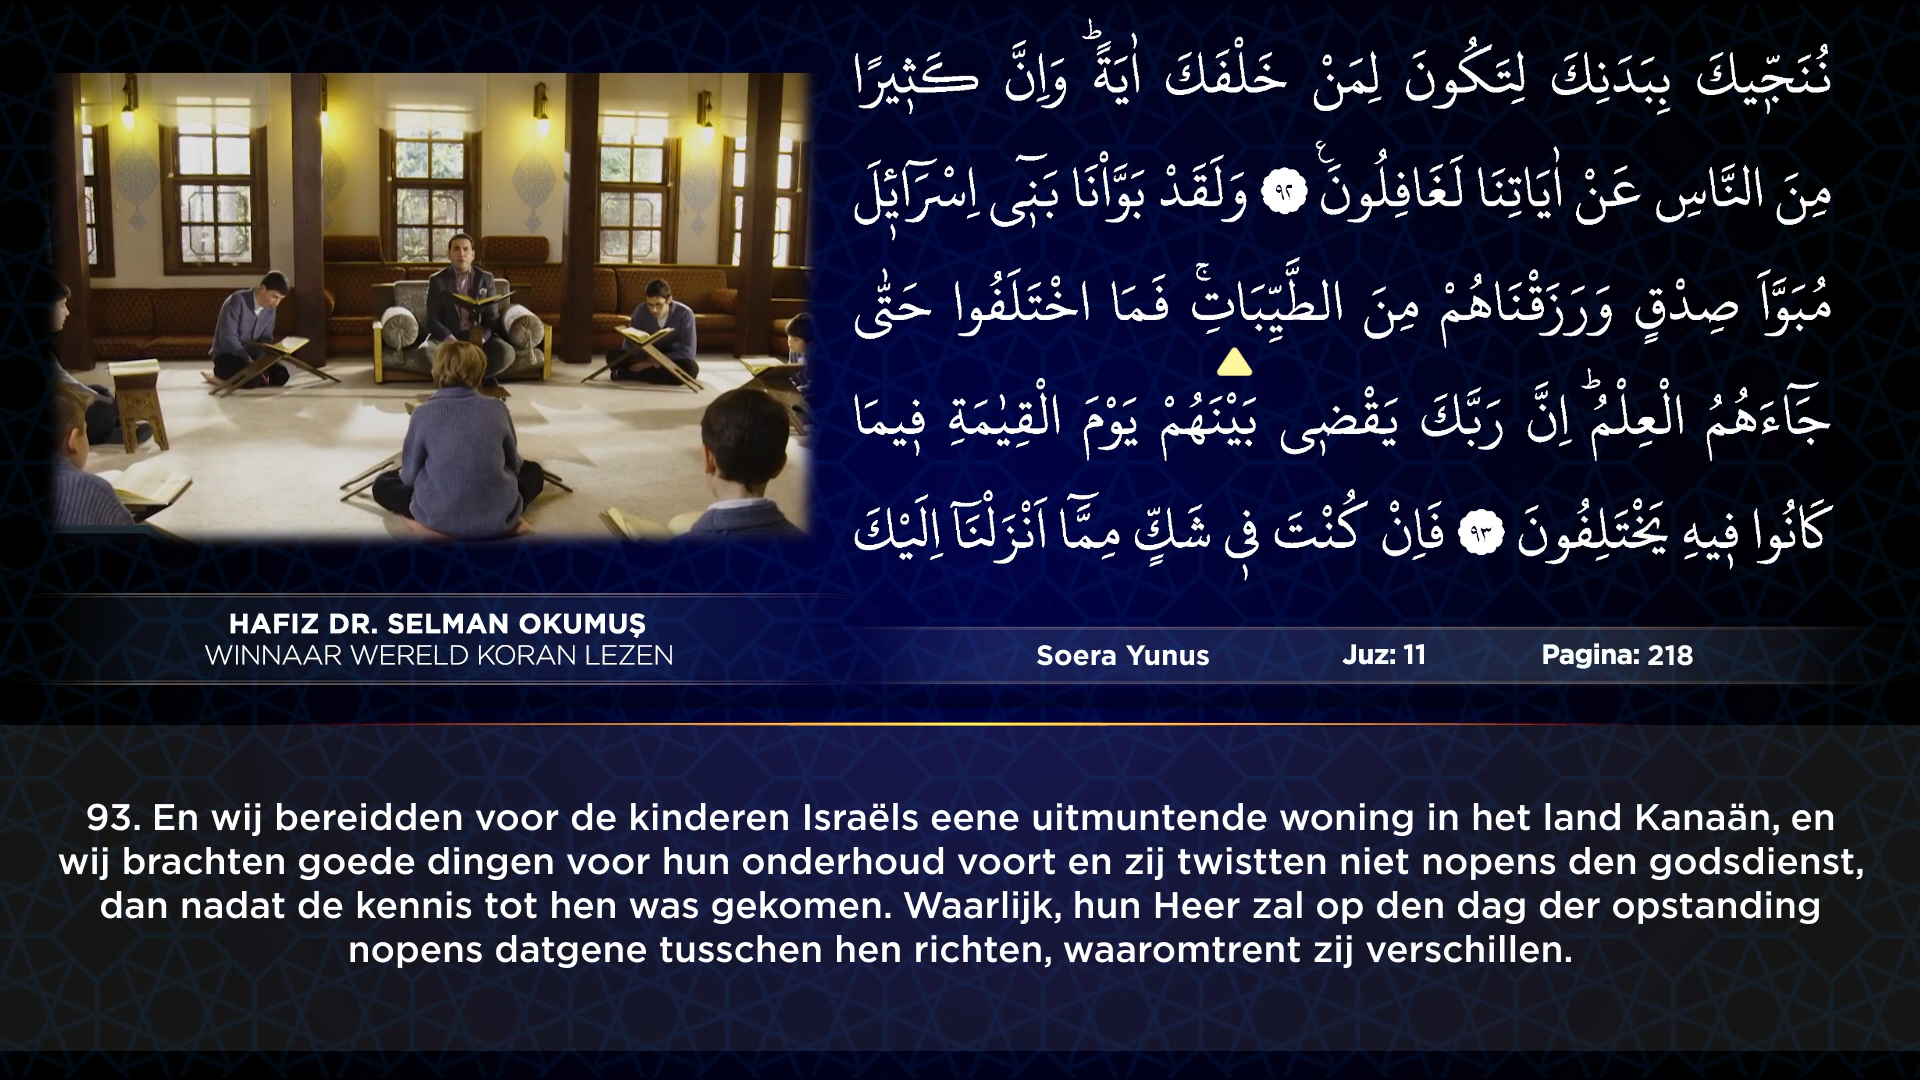 نُنَجّ۪يكَ بِبَدَنِكَ لِتَكُونَ لِمَنْ خَلْفَكَ اٰيَةًۜ وَاِنَّ كَث۪يرًا
مِنَ النَّاسِ عَنْ اٰيَاتِنَا لَغَافِلُونَ۟ ﴿٩٢﴾ وَلَقَدْ بَوَّأْنَا بَن۪ٓي اِسْرَٓائ۪لَ
مُبَوَّاَ صِدْقٍ وَرَزَقْنَاهُمْ مِنَ الطَّيِّبَاتِۚ فَمَا اخْتَلَفُوا حَتّٰى
جَٓاءَهُمُ الْعِلْمُۜ اِنَّ رَبَّكَ يَقْض۪ي بَيْنَهُمْ يَوْمَ الْقِيٰمَةِ ف۪يمَا
كَانُوا ف۪يهِ يَخْتَلِفُونَ ﴿٩٣﴾ فَاِنْ كُنْتَ ف۪ي شَكٍّ مِمَّٓا اَنْزَلْنَٓا اِلَيْكَ
HAFIZ DR. SELMAN OKUMUŞ
WINNAAR WERELD KORAN LEZEN
Soera Yunus Juz: 11 Pagina: 218
93. En wij bereidden voor de kinderen Israëls eene uitmuntende woning in het land Kanaän, en
wij brachten goede dingen voor hun onderhoud voort en zij twistten niet nopens den godsdienst,
dan nadat de kennis tot hen was gekomen. Waarlijk, hun Heer zal op den dag der opstanding
nopens datgene tusschen hen richten, waaromtrent zij verschillen.